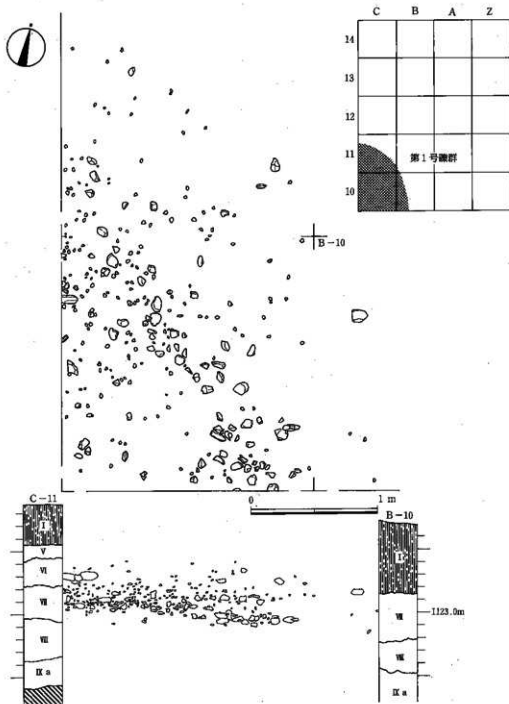 C B A Z
14
13
12
11
10
第1号礫群
B-10
0 1 m
C-11
I
V
VI
VII
VIII
IX a
B-10
I
VII
VIII
IX a
1123.0m